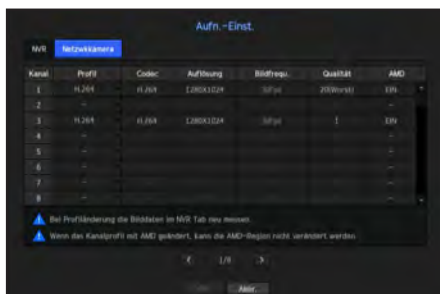 Aufn.-Einst.
NVR Netzwkkamera
Kanal Profil Codec Auflösung Bildfrequ. Qualität AMD
1 H.264 H.264 1280X1024 20(Worst) EIN
2 -- --
3 H.264 H.264 1280X1024 1 EIN
4 -- --
5 -- --
6 -- --
7 -- --
8 -- --
Bei Profiländerung die Bilddaten im NVR Tab neu messen.
Wenn das Kanalprofil mit AMD geändert, kann die AMD-Region nicht verändert werden
< 1/8 >
Abbr.